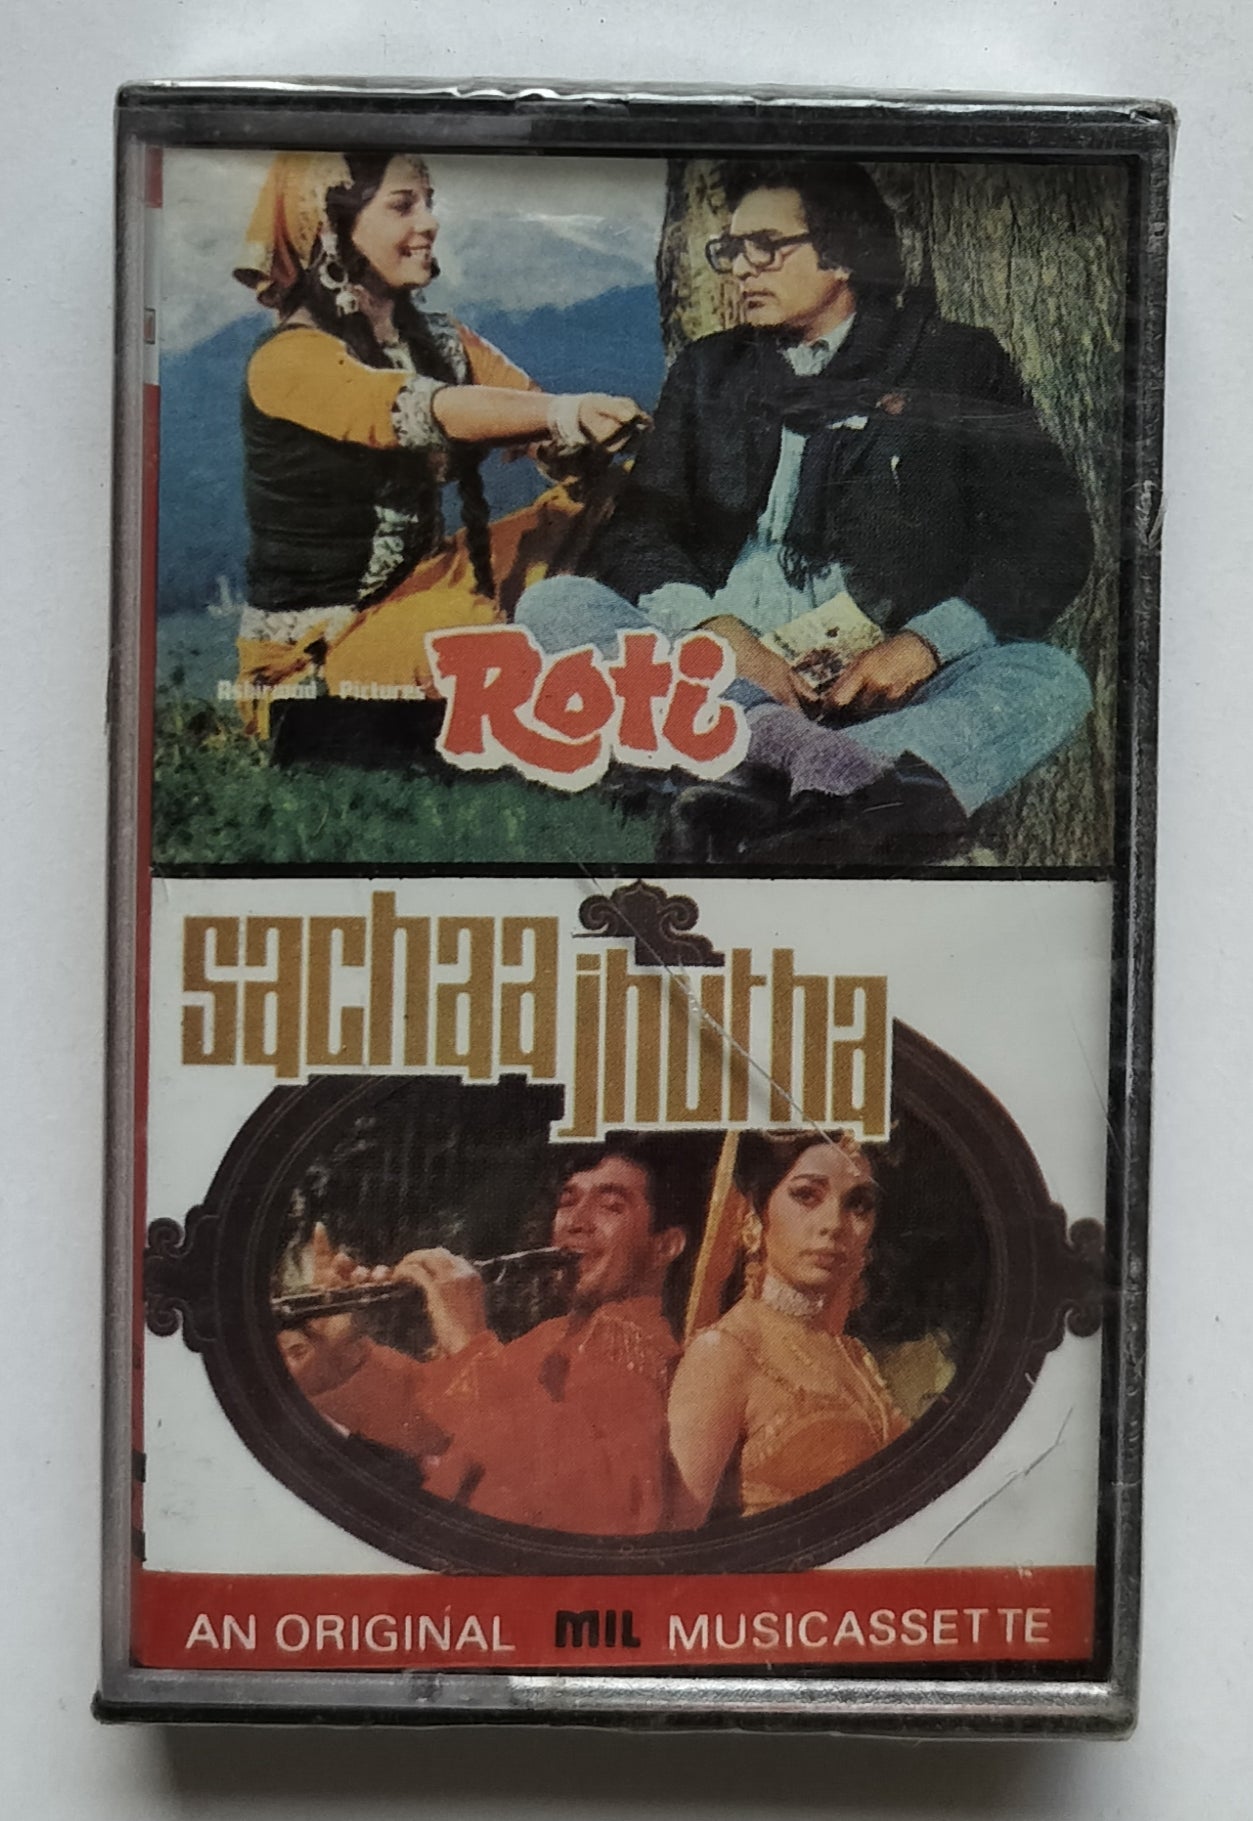 Ashirwad Pictures
Roti
sachaa
jhutha
AN ORIGINAL MIL MUSICASSETTE